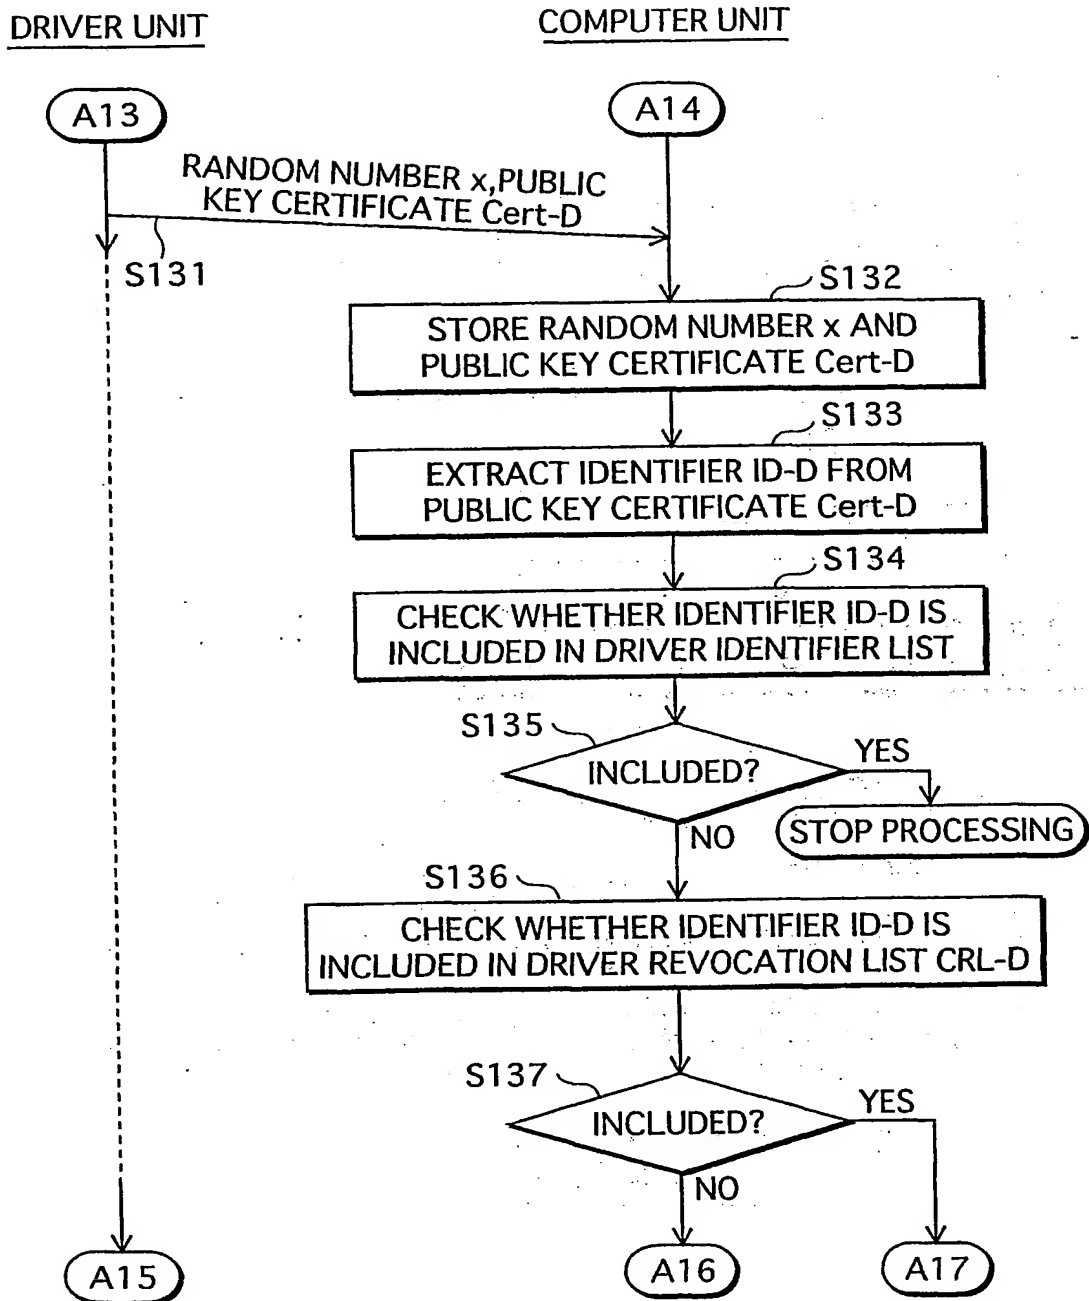 DRIVER UNIT
COMPUTER UNIT
A13
A14
RANDOM NUMBER x,PUBLIC
KEY CERTIFICATE Cert-D
S131
S132
STORE RANDOM NUMBER x AND
PUBLIC KEY CERTIFICATE Cert-D
S133
EXTRACT IDENTIFIER ID-D FROM
PUBLIC KEY CERTIFICATE Cert-D
S134
CHECK WHETHER IDENTIFIER ID-D IS
INCLUDED IN DRIVER IDENTIFIER LIST
S135
INCLUDED?
YES
STOP PROCESSING
NO
S136
CHECK WHETHER IDENTIFIER ID-D IS
INCLUDED IN DRIVER REVOCATION LIST CRL-D
S137
INCLUDED?
YES
NO
A15
A16
A17